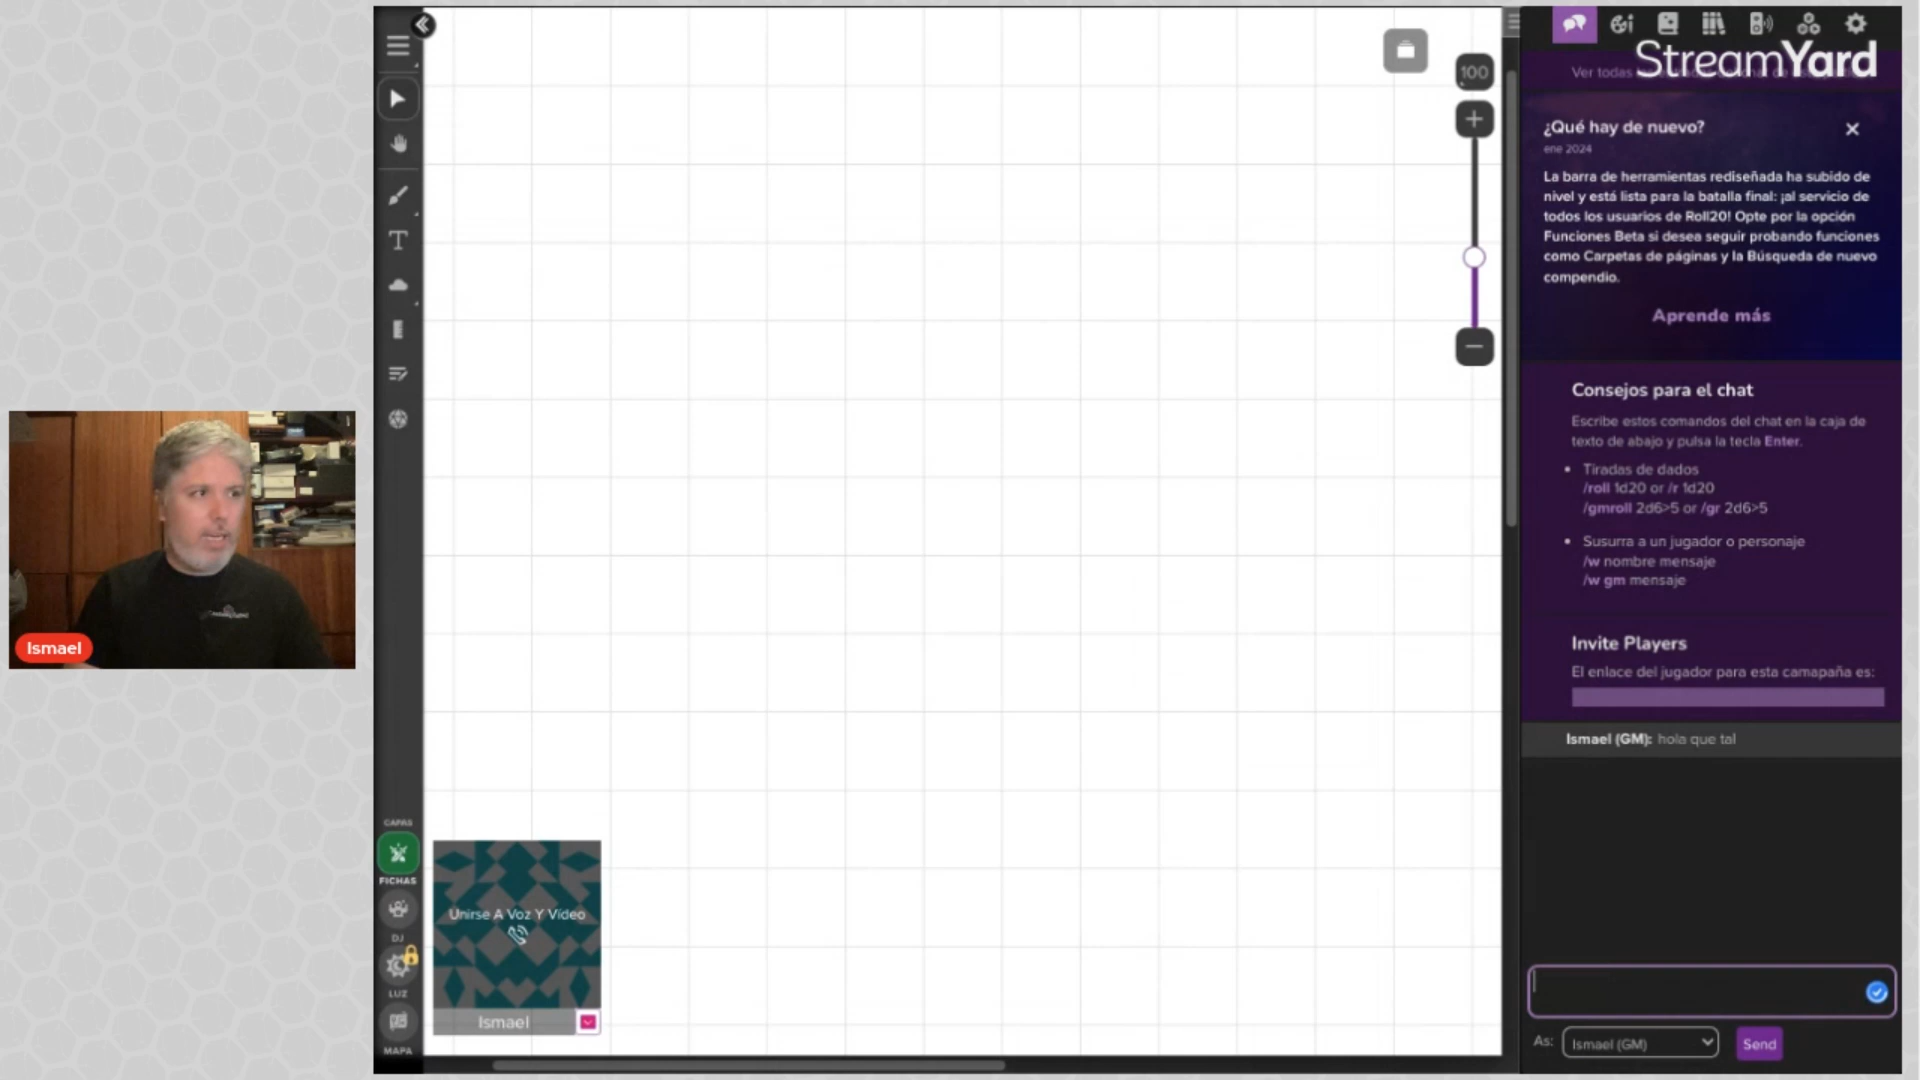 100
StreamYard
Ver todas
¿Qué hay de nuevo?
ene 2024
La barra de herramientas rediseñada ha subido de
nivel y está lista para la batalla final: ¡al servicio de
todos los usuarios de Roll20! Opte por la opción
Funciones Beta si desea seguir probando funciones
como Carpetas de páginas y la Búsqueda de nuevo
compendio.
Aprende más
Consejos para el chat
Escribe estos comandos del chat en la caja de
texto de abajo y pulsa la tecla Enter.
• Tiradas de dados
/roll 1d20 or /r 1d20
/gmroll 2d6>5 or /gr 2d6>5
• Susurra a un jugador o personaje
/w nombre mensaje
/w gm mensaje
Invite Players
El enlace del jugador para esta camapaña es:
Ismael (GM): hola que tal
As: Ismael (GM) Send
Ismael
CAPAS
FICHAS
DJ
LUZ
MAPA
Unirse A Voz Y Vídeo
Ismael